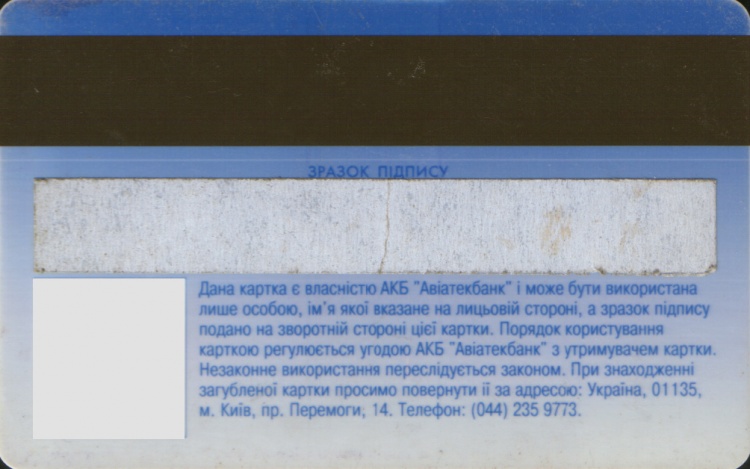 ЗРАЗОК ПІДПИСУ
Дана картка є власністю АКБ "Авіатекбанк" і може бути використана
лише особою, ім'я якої вказане на лицьовій стороні, а зразок підпису
подано на зворотній стороні цієї картки. Порядок користування
карткою регулюється угодою АКБ "Авіатекбанк" з утримувачем картки.
Незаконне використання переслідується законом. При знаходженні
загубленої картки просимо повернути її за адресою: Україна, 01135,
м. Київ, пр. Перемоги, 14. Телефон: (044) 235 9773.